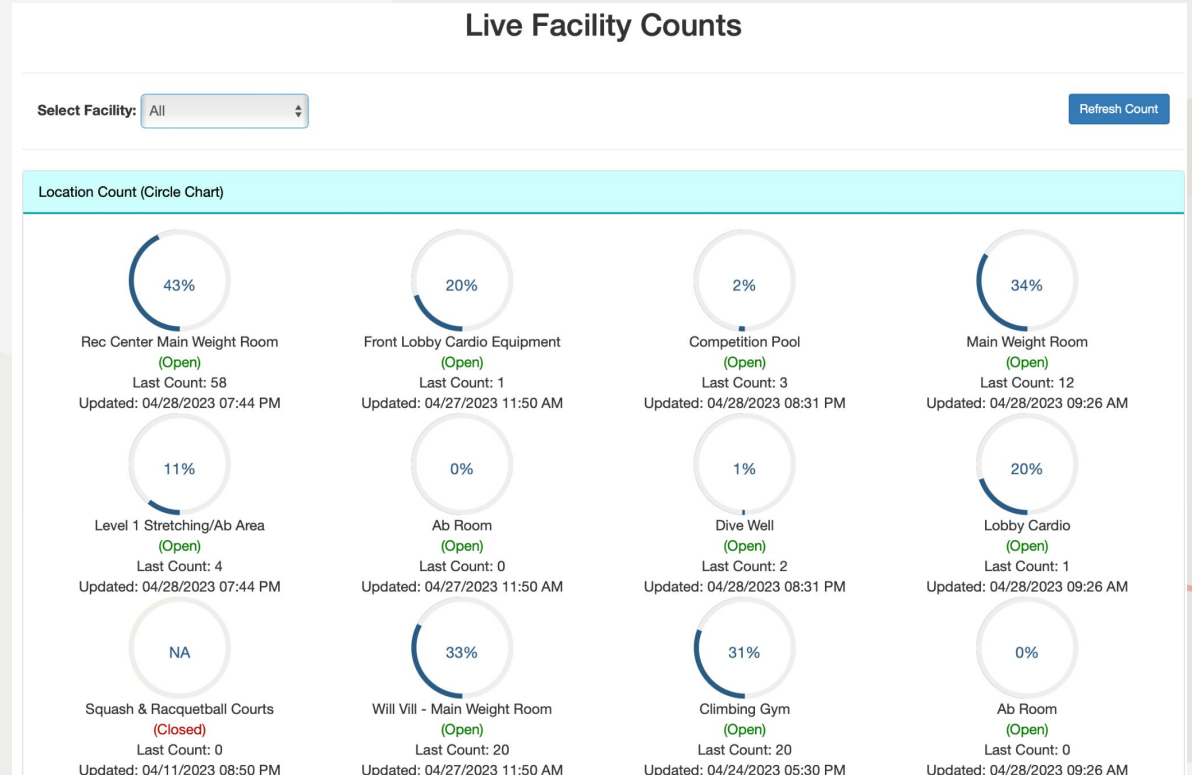 Live Facility Counts
Select Facility: All
Refresh Count
Location Count (Circle Chart)
43%
Rec Center Main Weight Room
(Open)
Last Count: 58
Updated: 04/28/2023 07:44 PM
20%
Front Lobby Cardio Equipment
(Open)
Last Count: 1
Updated: 04/27/2023 11:50 AM
2%
Competition Pool
(Open)
Last Count: 3
Updated: 04/28/2023 08:31 PM
34%
Main Weight Room
(Open)
Last Count: 12
Updated: 04/28/2023 09:26 AM
11%
Level 1 Stretching/Ab Area
(Open)
Last Count: 4
Updated: 04/28/2023 07:44 PM
0%
Ab Room
(Open)
Last Count: 0
Updated: 04/27/2023 11:50 AM
1%
Dive Well
(Open)
Last Count: 2
Updated: 04/28/2023 08:31 PM
20%
Lobby Cardio
(Open)
Last Count: 1
Updated: 04/28/2023 09:26 AM
NA
Squash & Racquetball Courts
(Closed)
Last Count: 0
Updated: 04/11/2023 08:50 PM
33%
Will Vill - Main Weight Room
(Open)
Last Count: 20
Updated: 04/27/2023 11:50 AM
31%
Climbing Gym
(Open)
Last Count: 20
Updated: 04/24/2023 05:30 PM
0%
Ab Room
(Open)
Last Count: 0
Updated: 04/28/2023 09:26 AM